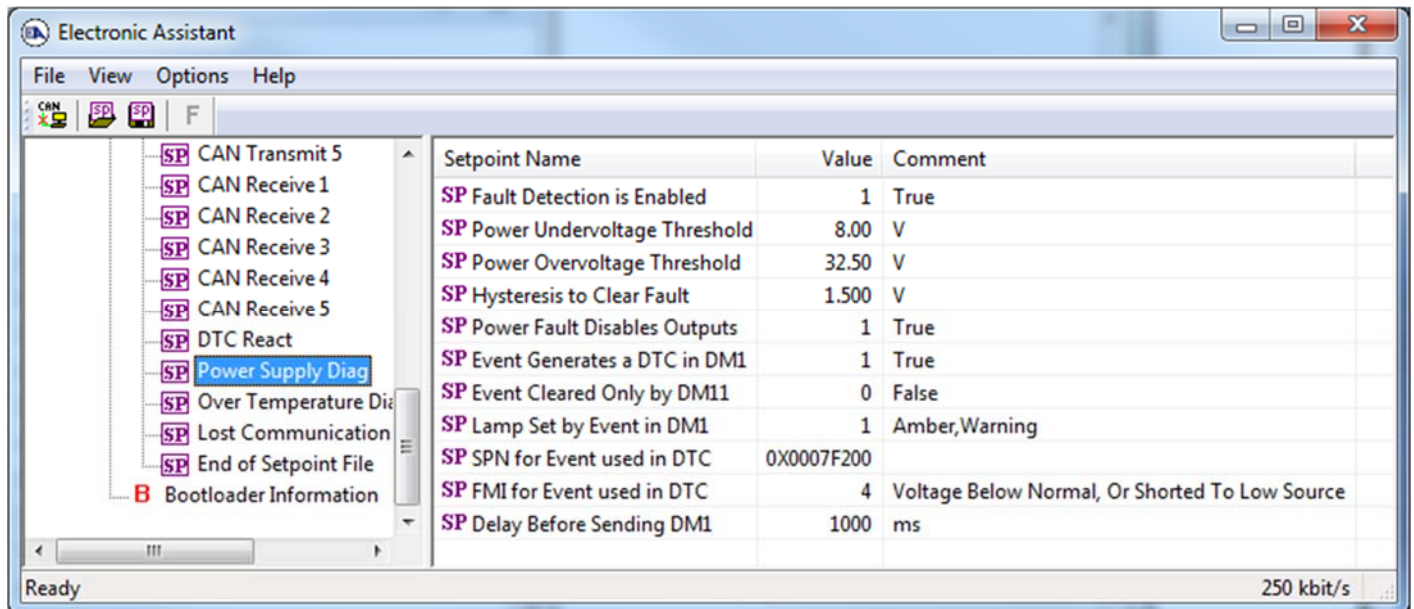 EA Electronic Assistant
File View Options Help
CAN SP SP F
SP CAN Transmit 5
SP CAN Receive 1
SP CAN Receive 2
SP CAN Receive 3
SP CAN Receive 4
SP CAN Receive 5
SP DTC React
SP Power Supply Diag
SP Over Temperature Dia
SP Lost Communication
SP End of Setpoint File
B Bootloader Information
Setpoint Name Value Comment
SP Fault Detection is Enabled 1 True
SP Power Undervoltage Threshold 8.00 V
SP Power Overvoltage Threshold 32.50 V
SP Hysteresis to Clear Fault 1.500 V
SP Power Fault Disables Outputs 1 True
SP Event Generates a DTC in DM1 1 True
SP Event Cleared Only by DM11 0 False
SP Lamp Set by Event in DM1 1 Amber,Warning
SP SPN for Event used in DTC 0X0007F200
SP FMI for Event used in DTC 4 Voltage Below Normal, Or Shorted To Low Source
SP Delay Before Sending DM1 1000 ms
Ready 250 kbit/s